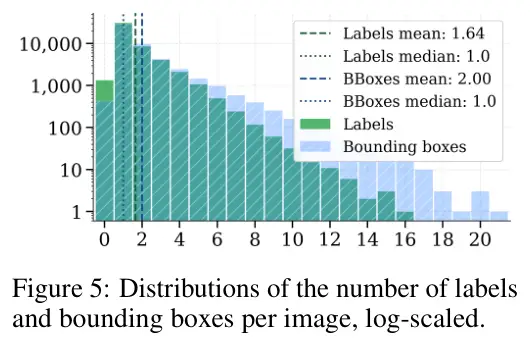 10,000
1,000
100
10
1
0 2 4 6 8 10 12 14 16 18 20
Labels mean: 1.64
Labels median: 1.0
BBoxes mean: 2.00
BBoxes median: 1.0
Labels
Bounding boxes
Figure 5: Distributions of the number of labels
and bounding boxes per image, log-scaled.